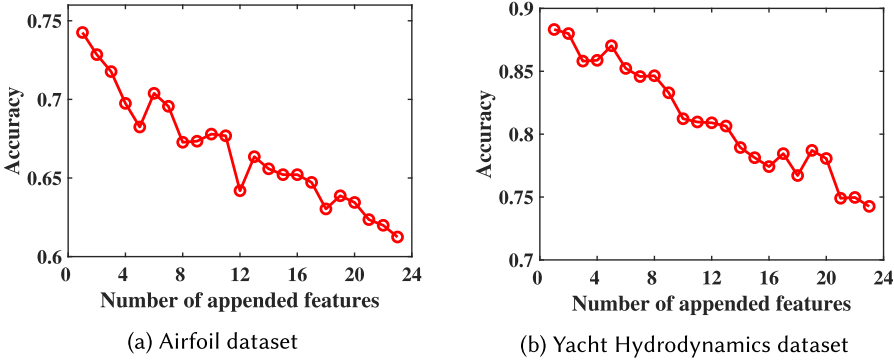 0.75
0.7
0.65
0.6
Accuracy
0 4 8 12 16 20 24
Number of appended features
(a) Airfoil dataset
0.9
0.85
0.8
0.75
0.7
Accuracy
0 4 8 12 16 20 24
Number of appended features
(b) Yacht Hydrodynamics dataset